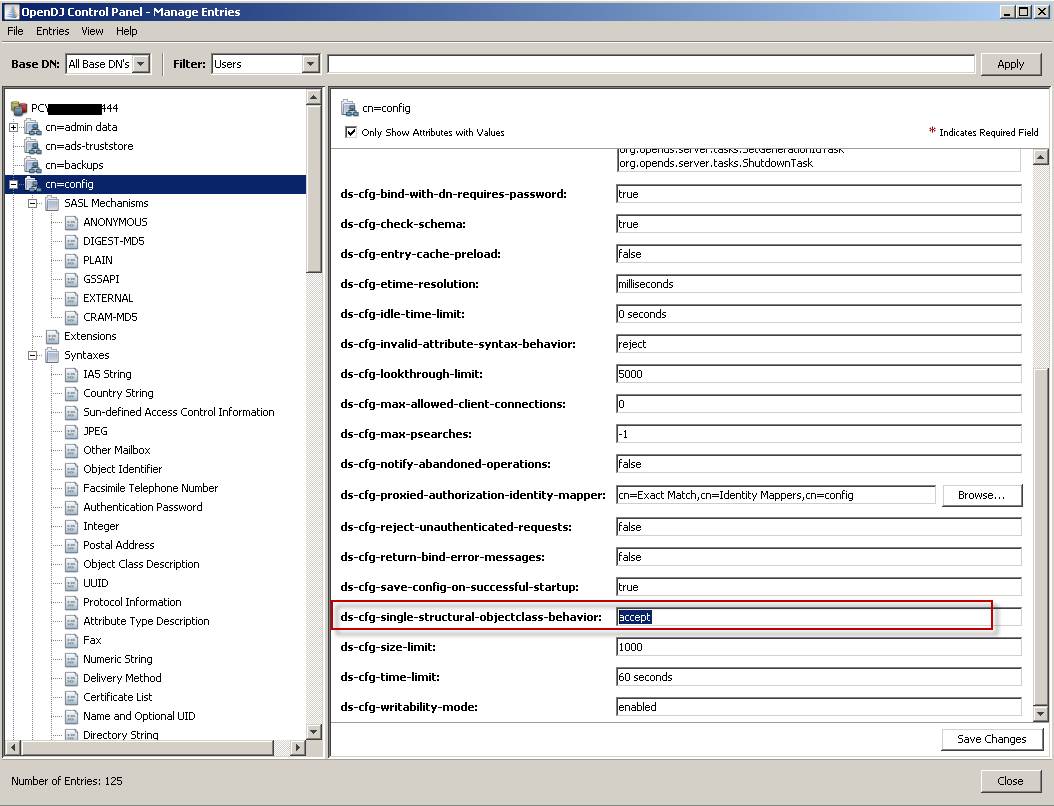 OpenDJ Control Panel - Manage Entries
File Entries View Help
Base DN: All Base DN's Filter: Users Apply
PC\ 444
cn=admin data
cn=ads-truststore
cn=backups
cn=config
SASL Mechanisms
ANONYMOUS
DIGEST-MD5
PLAIN
GSSAPI
EXTERNAL
CRAM-MD5
Extensions
Syntaxes
IA5 String
Country String
Sun-defined Access Control Information
JPEG
Other Mailbox
Object Identifier
Facsimile Telephone Number
Authentication Password
Integer
Postal Address
Object Class Description
UUID
Protocol Information
Attribute Type Description
Fax
Numeric String
Delivery Method
Certificate List
Name and Optional UID
Directory String
cn=config
Only Show Attributes with Values
* Indicates Required Field
org.opends.server.tasks.SetGenerationIdTask
org.opends.server.tasks.ShutdownTask
ds-cfg-bind-with-dn-requires-password: true
ds-cfg-check-schema: true
ds-cfg-entry-cache-preload: false
ds-cfg-etime-resolution: milliseconds
ds-cfg-idle-time-limit: 0 seconds
ds-cfg-invalid-attribute-syntax-behavior: reject
ds-cfg-lookthrough-limit: 5000
ds-cfg-max-allowed-client-connections: 0
ds-cfg-max-psearches: -1
ds-cfg-notify-abandoned-operations: false
ds-cfg-proxied-authorization-identity-mapper: cn=Exact Match,cn=Identity Mappers,cn=config Browse...
ds-cfg-reject-unauthenticated-requests: false
ds-cfg-return-bind-error-messages: false
ds-cfg-save-config-on-successful-startup: true
ds-cfg-single-structural-objectclass-behavior: accept
ds-cfg-size-limit: 1000
ds-cfg-time-limit: 60 seconds
ds-cfg-writability-mode: enabled
Save Changes
Number of Entries: 125
Close